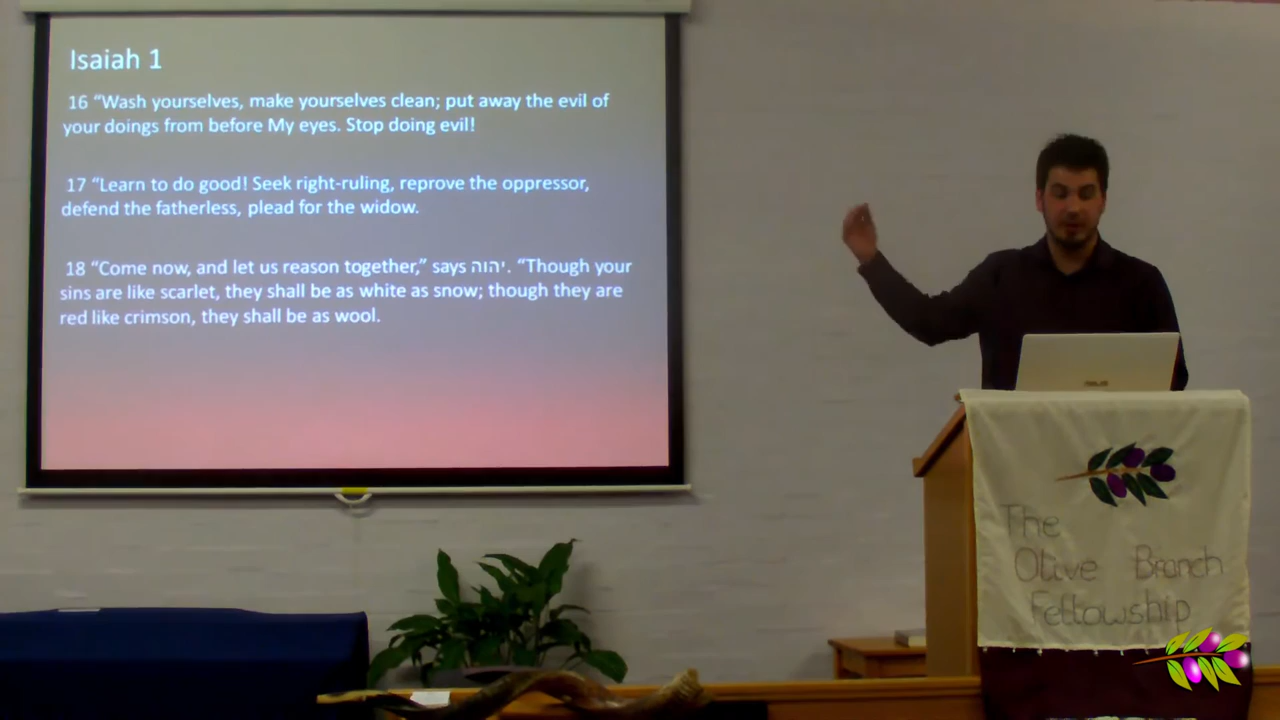 Isaiah 1
16 “Wash yourselves, make yourselves clean; put away the evil of
your doings from before My eyes. Stop doing evil!
17 “Learn to do good! Seek right-ruling, reprove the oppressor,
defend the fatherless, plead for the widow.
18 “Come now, and let us reason together,” says יהוה. “Though your
sins are like scarlet, they shall be as white as snow; though they are
red like crimson, they shall be as wool.
ASUS
The
Olive Branch
Fellowship